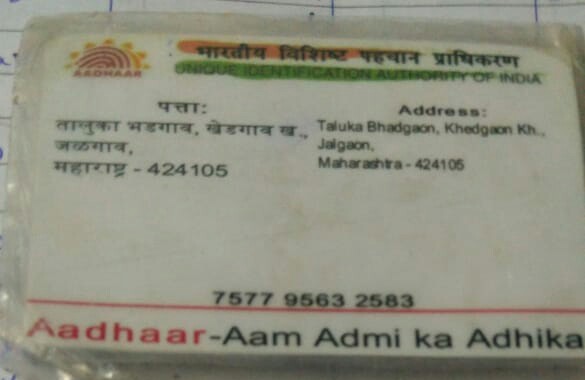 AADHAAR
भारतीय विशिष्ट पहचान प्राधिकरण
UNIQUE IDENTIFICATION AUTHORITY OF INDIA
पत्ता:
तालुका भडगाव, खेडगाव ख.,
जळगाव,
महाराष्ट्र - 424105
Address:
Taluka Bhadgaon, Khedgaon Kh.,
Jalgaon,
Maharashtra - 424105
7577 9563 2583
Aadhaar-Aam Admi ka Adhika